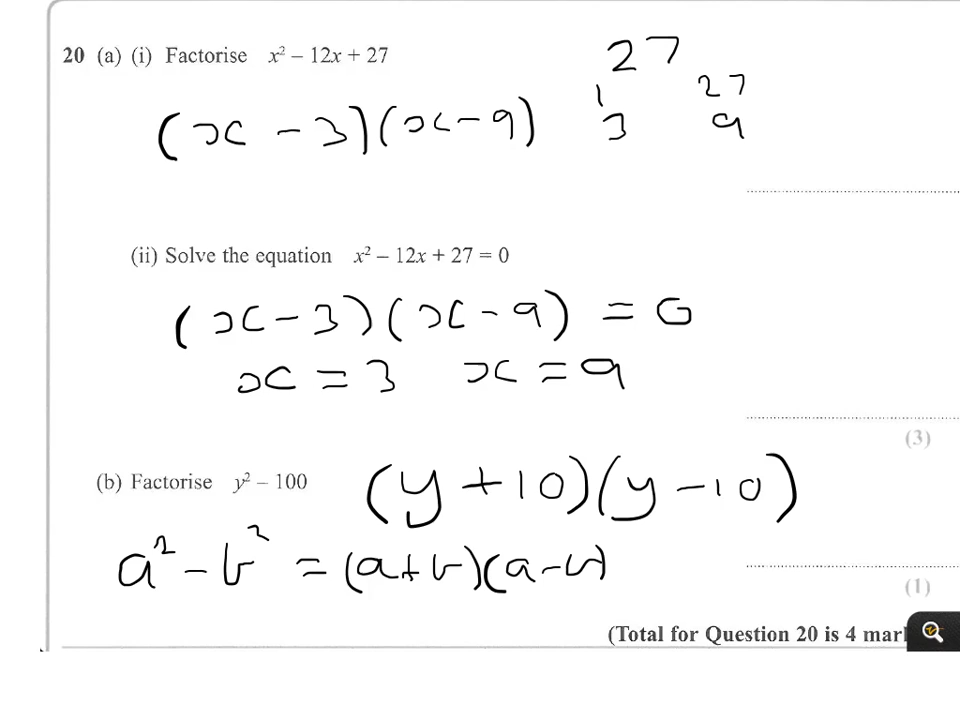 20 (a) (i) Factorise x² – 12x + 27
27
1 27
3 9
(x - 3)(x - 9)
(ii) Solve the equation x² – 12x + 27 = 0
(x - 3)(x - 9) = 0
x = 3 x = 9
(3)
(b) Factorise y² – 100
(y + 10)(y - 10)
a² - b² = (a+b)(a-b)
(1)
(Total for Question 20 is 4 mar